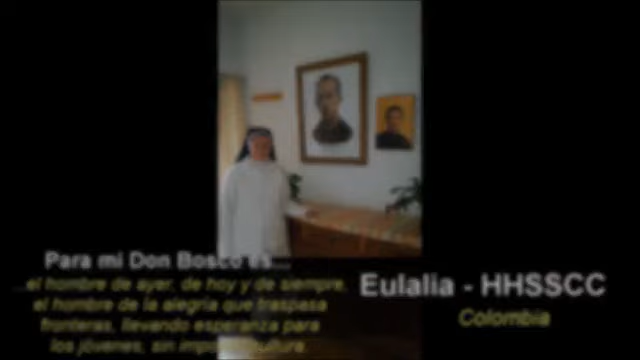 Para mi Don Bosco es...
...el hombre de ayer, de hoy y de siempre,
el hombre de la alegría que traspasa
fronteras, llevando esperanza para
los jóvenes, sin cultura
Eulalia - HHSSCC
Colombia